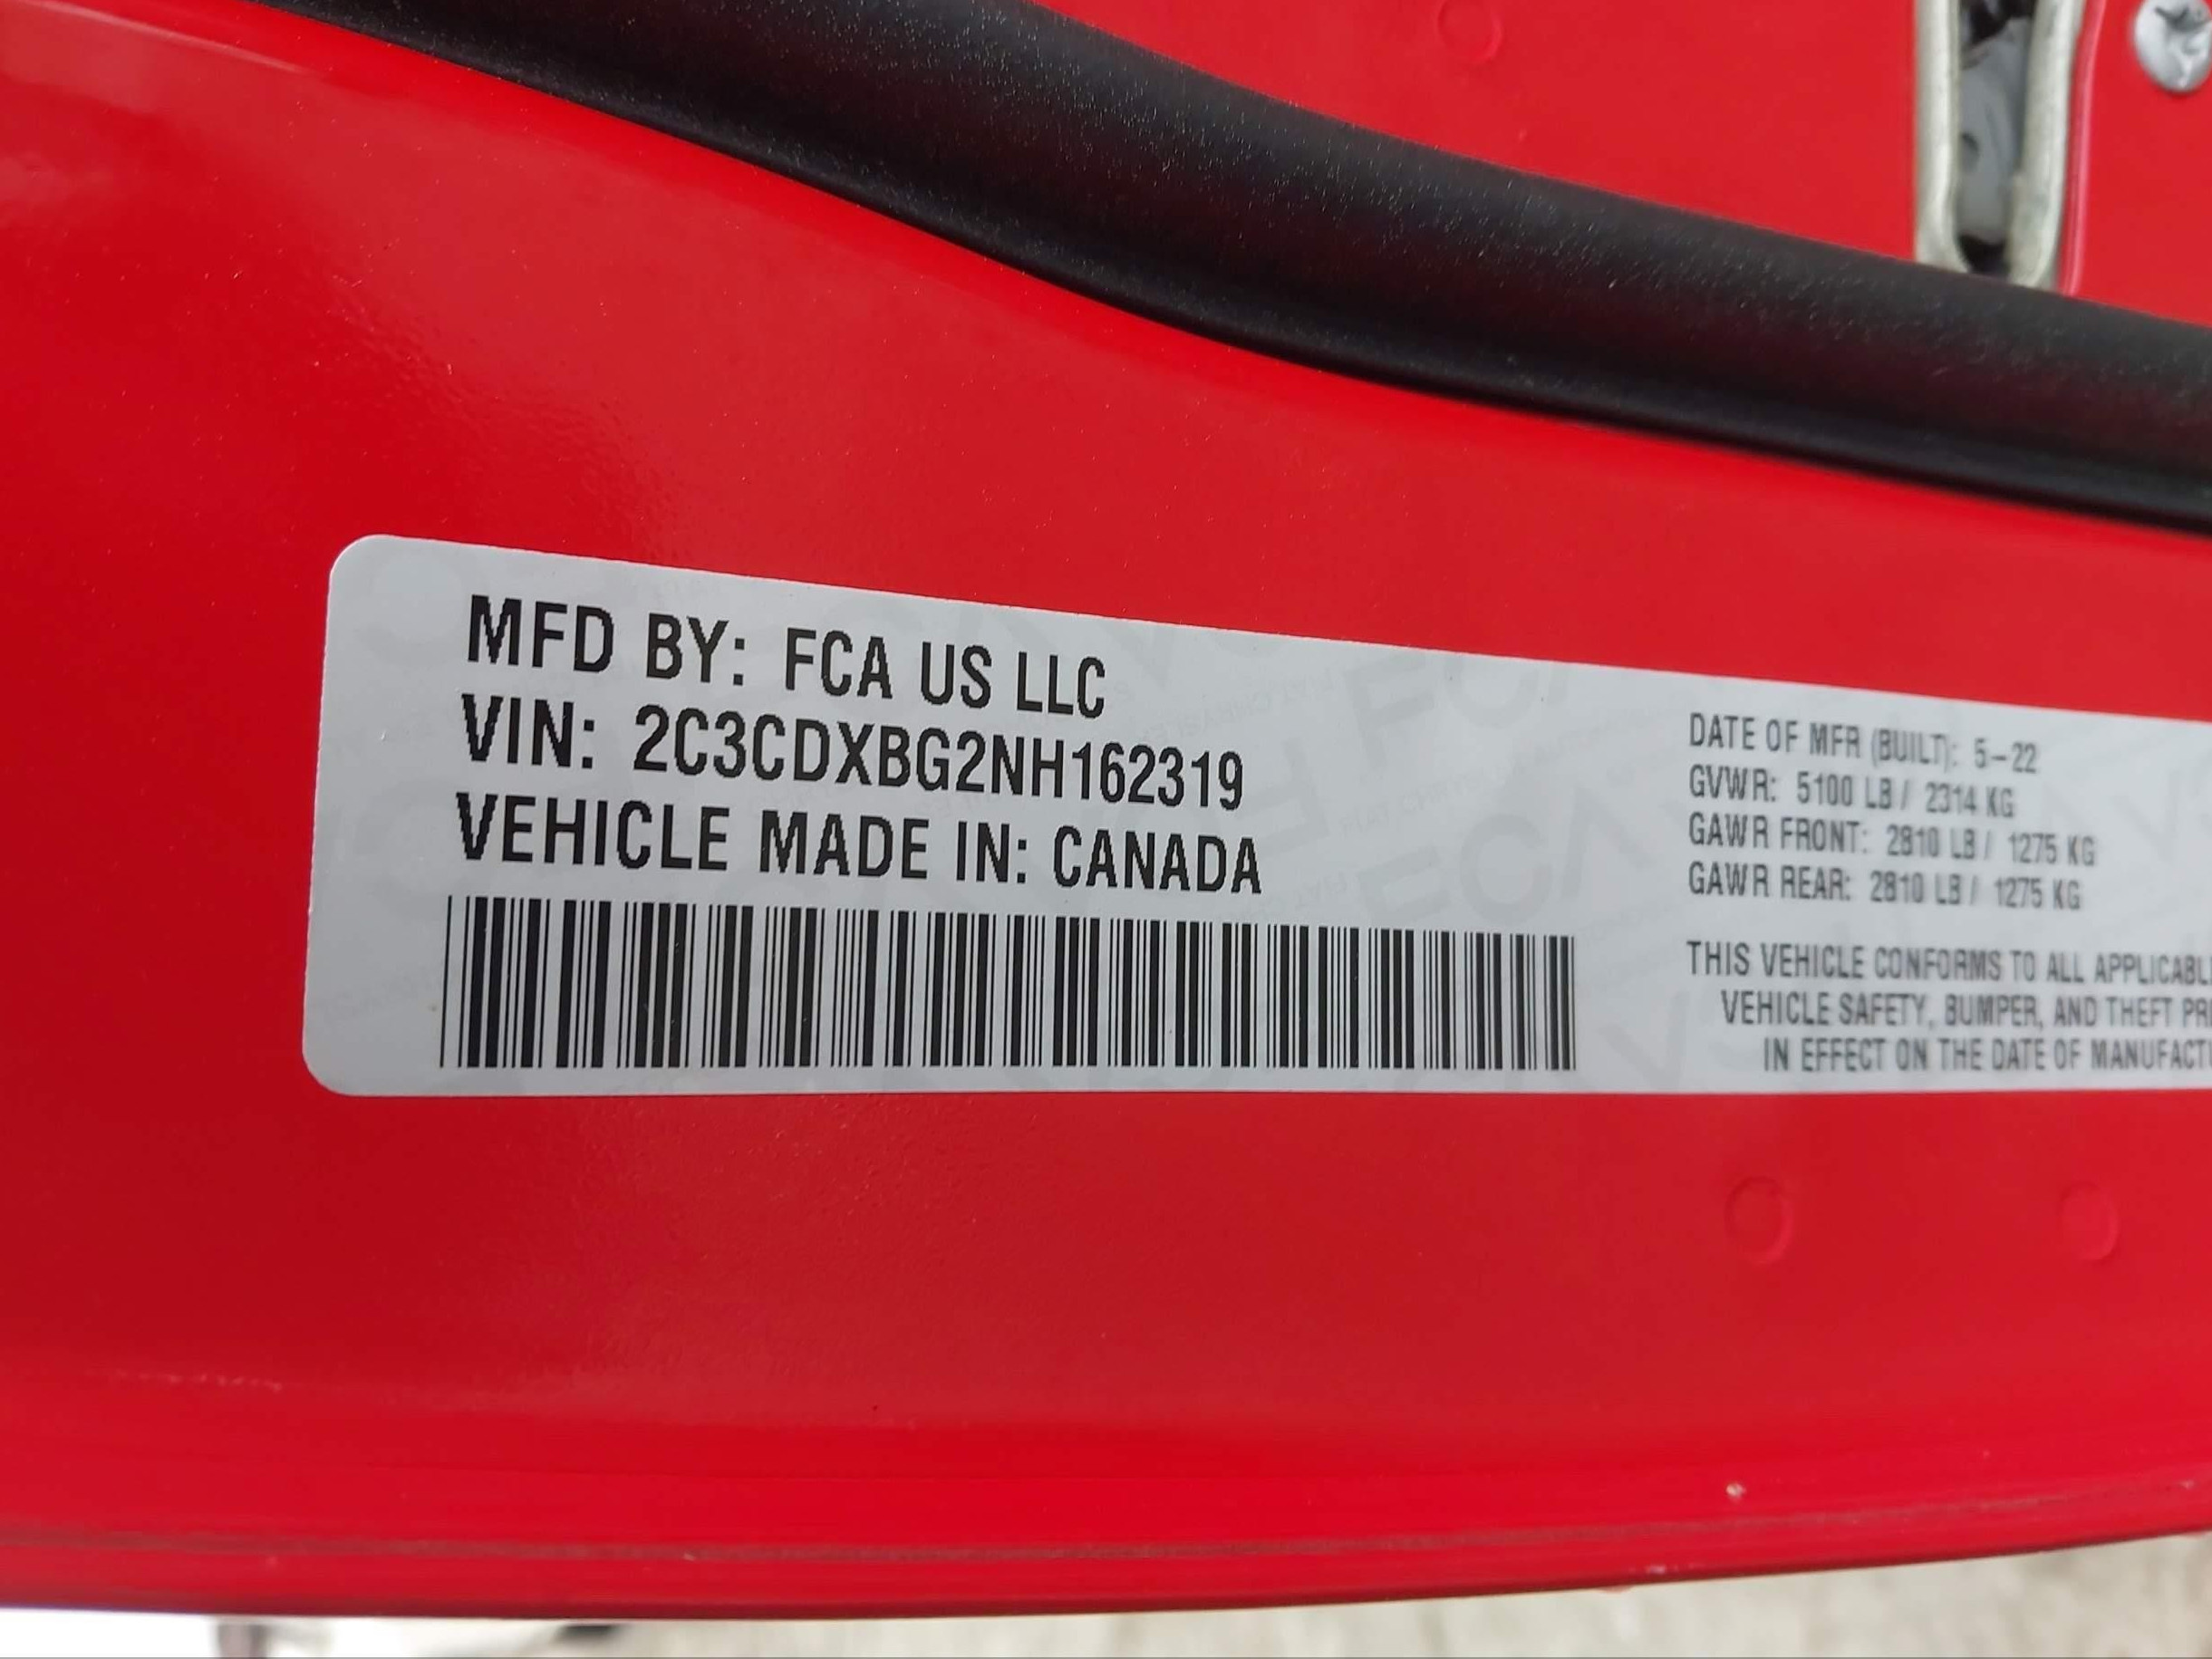 MFD BY: FCA US LLC
VIN: 2C3CDXBG2NH162319
VEHICLE MADE IN: CANADA
DATE OF MFR (BUILT): 5-22
GVWR: 5100 LB / 2314 KG
GAWR FRONT: 2810 LB / 1275 KG
GAWR REAR: 2810 LB / 1275 KG
THIS VEHICLE CONFORMS TO ALL APPLICABL
VEHICLE SAFETY, BUMPER, AND THEFT PR
IN EFFECT ON THE DATE OF MANUFACT